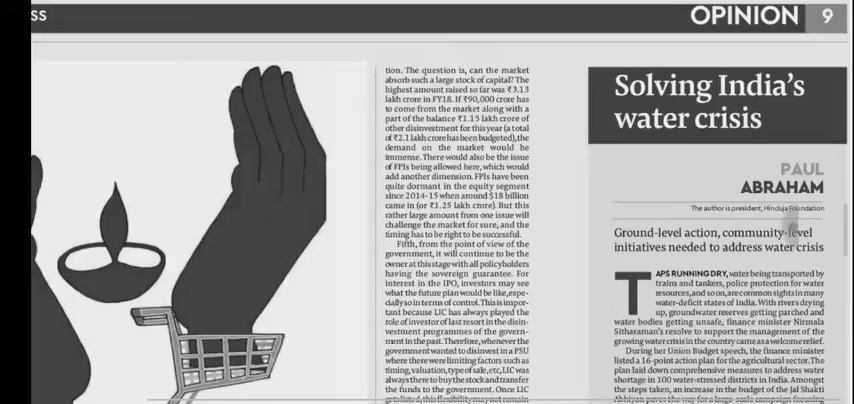 SS
OPINION 9
tion. The question is, can the market
absorb such a large stock of capital? The
highest amount raised so far was ₹3.13
lakh crore in FY18. If ₹90,000 crore has
to come from the market along with a
part of the balance ₹1.15 lakh crore of
other disinvestment for this year (a total
of ₹2.1 lakh crore has been budgeted), the
demand on the market would be
immense. There would also be the issue
of FPIs being allowed here, which would
add another dimension. FPIs have been
quite dormant in the equity segment
since 2014-15 when around $18 billion
came in (or ₹1.25 lakh crore). But this
rather large amount from one issue will
challenge the market for sure, and the
timing has to be right to be successful.
Fifth, from the point of view of the
government, it will continue to be the
owner at this stage with all policyholders
having the sovereign guarantee. For
interest in the IPO, investors may see
what the future plan would be like, espe-
cially so in terms of control. This is impor-
tant because LIC has always played the
role of investor of last resort in the disin-
vestment programmes of the govern-
ment in the past. Therefore, whenever the
government wanted to disinvest in a PSU
where there were limiting factors such as
timing, valuation, type of sale, etc, LIC was
always there to buy the stock and transfer
the funds to the government. Once LIC
gets listed, this flexibility may not remain
Solving India's
water crisis
PAUL
ABRAHAM
The author is president, Hinduja Foundation
Ground-level action, community-level
initiatives needed to address water crisis
TAPS RUNNING DRY, water being transported by
trains and tankers, police protection for water
resources, and so on, are common sights in many
water-deficit states of India. With rivers drying
up, groundwater reserves getting parched and
water bodies getting unsafe, finance minister Nirmala
Sitharaman's resolve to support the management of the
growing water crisis in the country came as a welcome relief.
During her Union Budget speech, the finance minister
listed a 16-point action plan for the agricultural sector. The
plan laid down comprehensive measures to address water
shortage in 100 water-stressed districts in India. Amongst
the steps taken, an increase in the budget of the Jal Shakti
Abhiyan paves the way for a large-scale campaign focusing